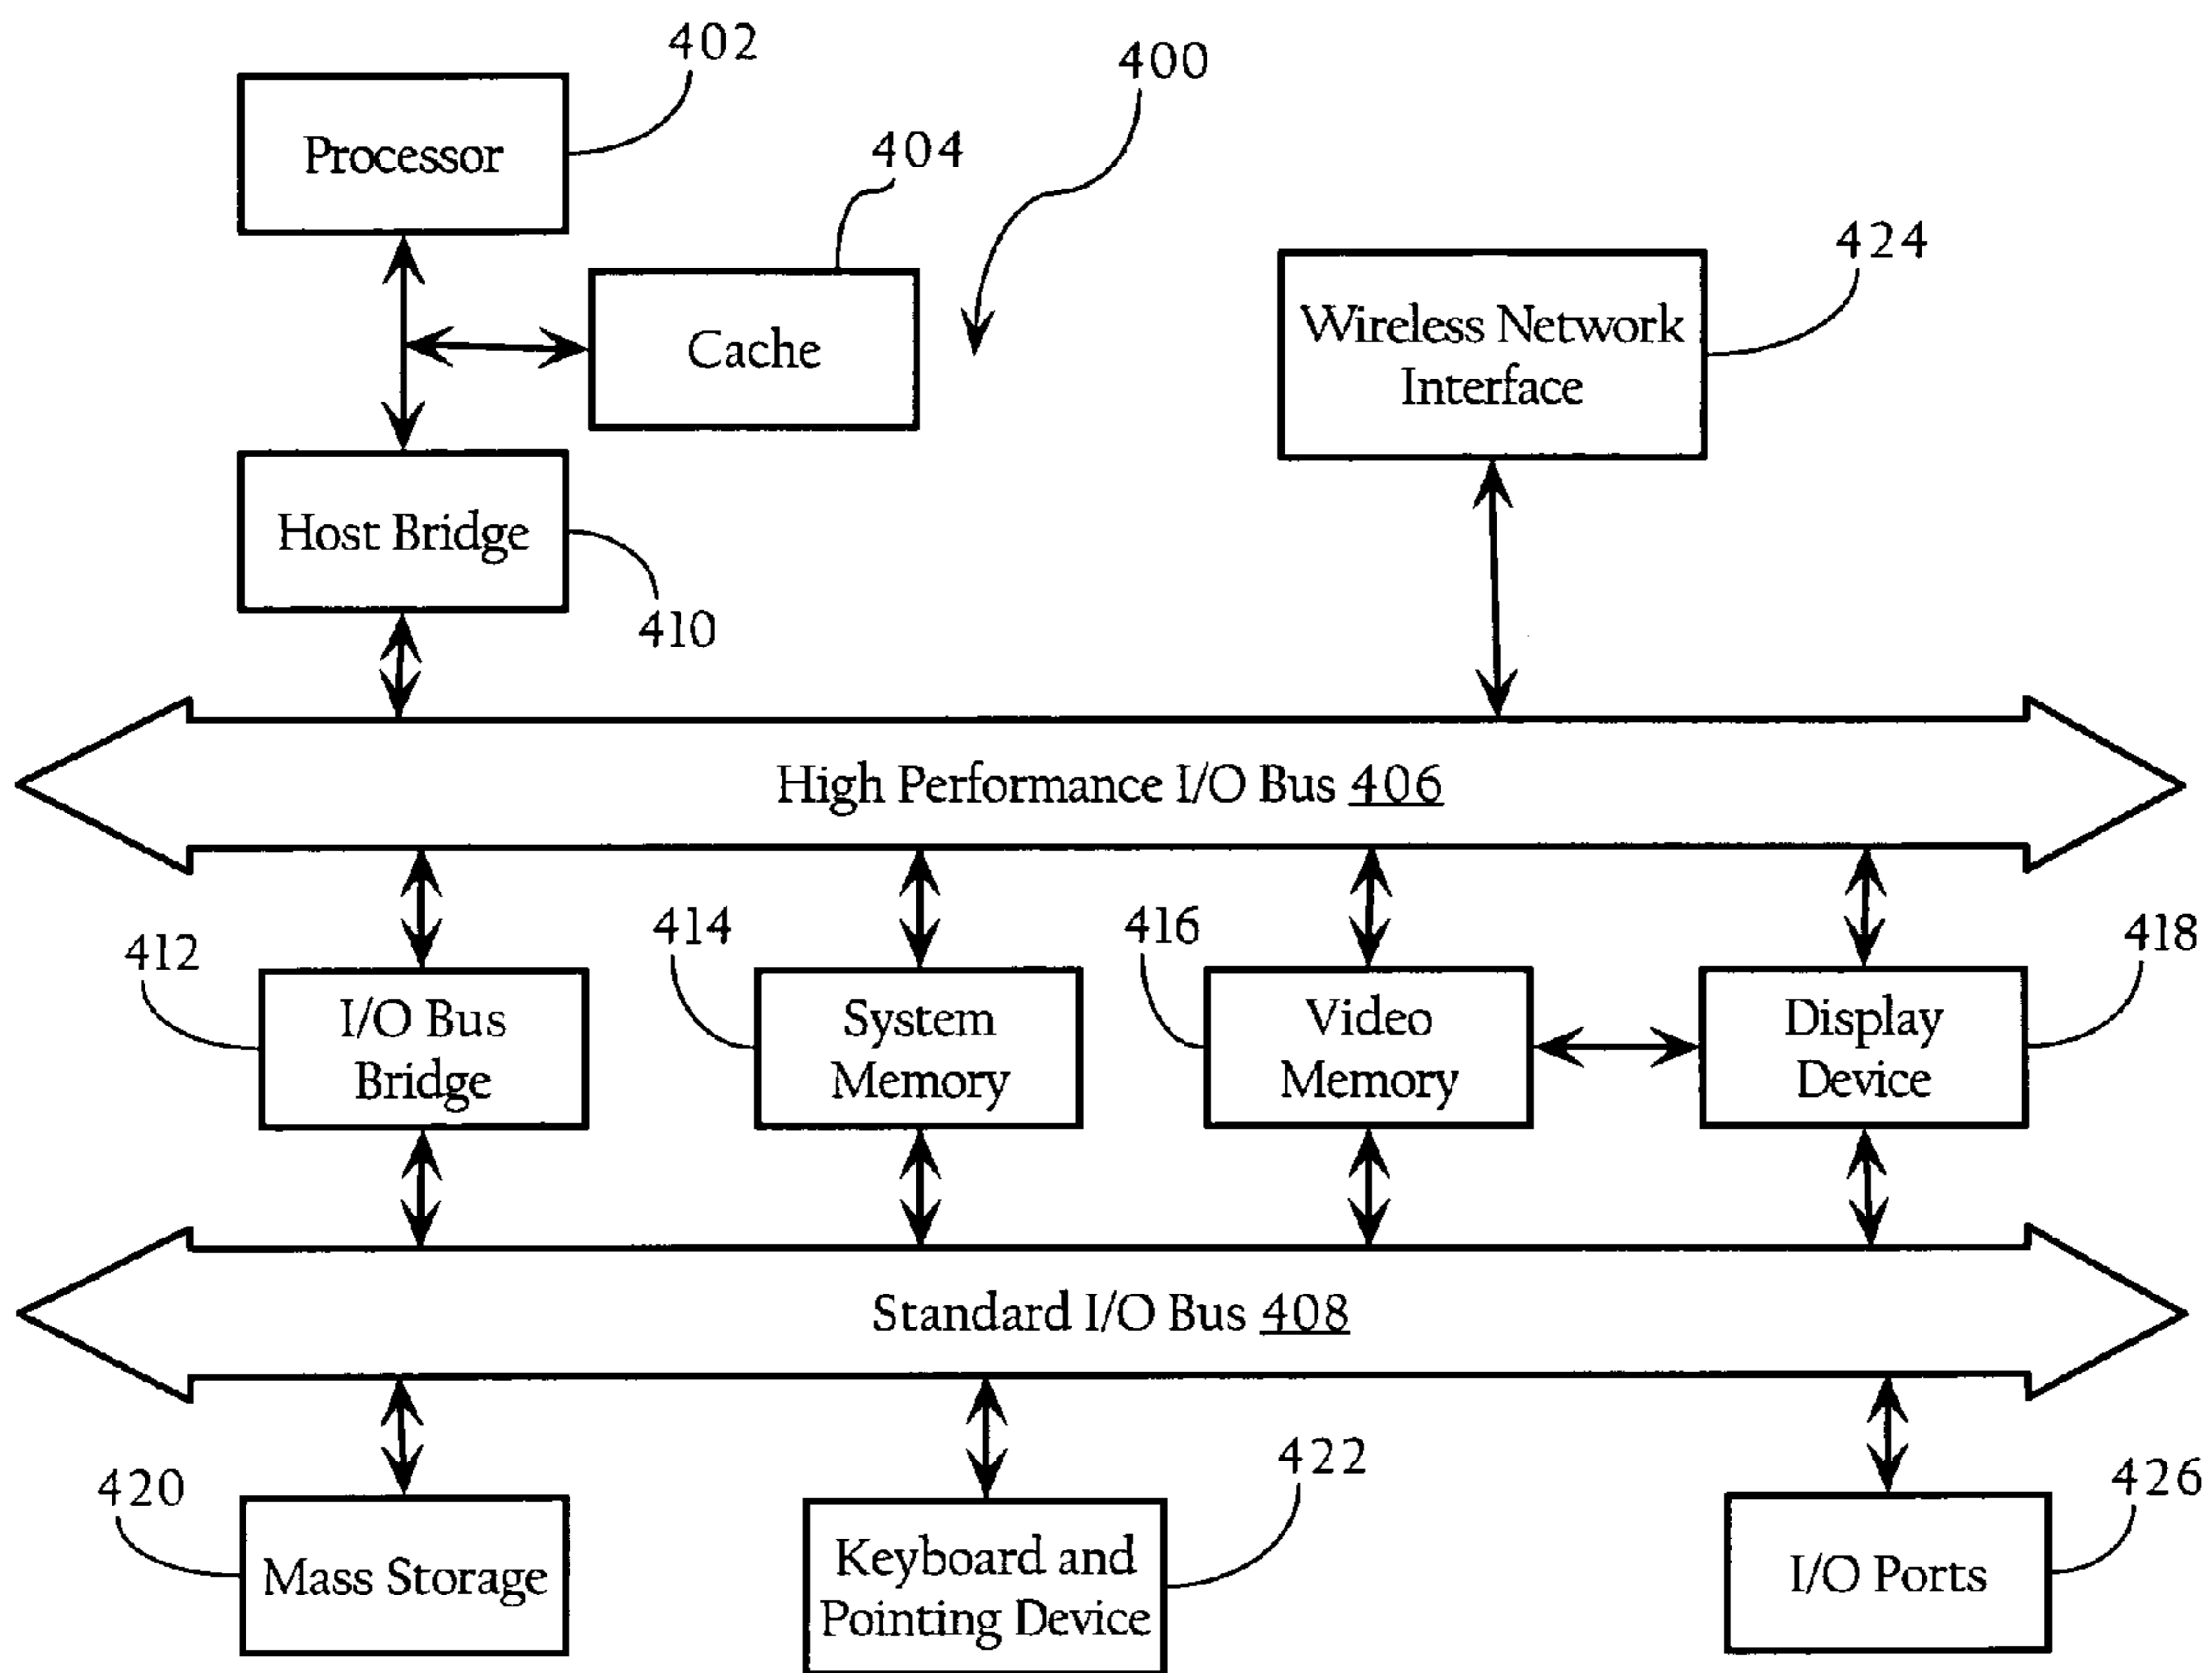 402
400
Processor
404
424
Cache
Wireless Network
Interface
Host Bridge
410
High Performance I/O Bus 406
412
414
416
418
I/O Bus
Bridge
System
Memory
Video
Memory
Display
Device
Standard I/O Bus 408
420
422
426
Mass Storage
Keyboard and
Pointing Device
I/O Ports